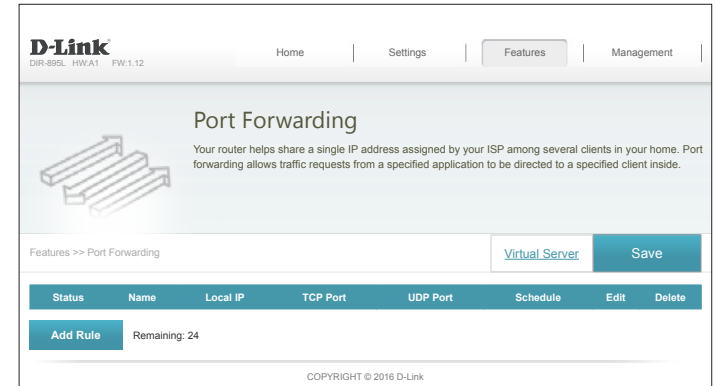 D-Link
DIR-895L HW:A1 FW:1.12
Home Settings Features Management
Port Forwarding
Your router helps share a single IP address assigned by your ISP among several clients in your home. Port
forwarding allows traffic requests from a specified application to be directed to a specified client inside.
Features >> Port Forwarding
Virtual Server
Save
Status Name Local IP TCP Port UDP Port Schedule Edit Delete
Add Rule Remaining: 24
COPYRIGHT © 2016 D-Link